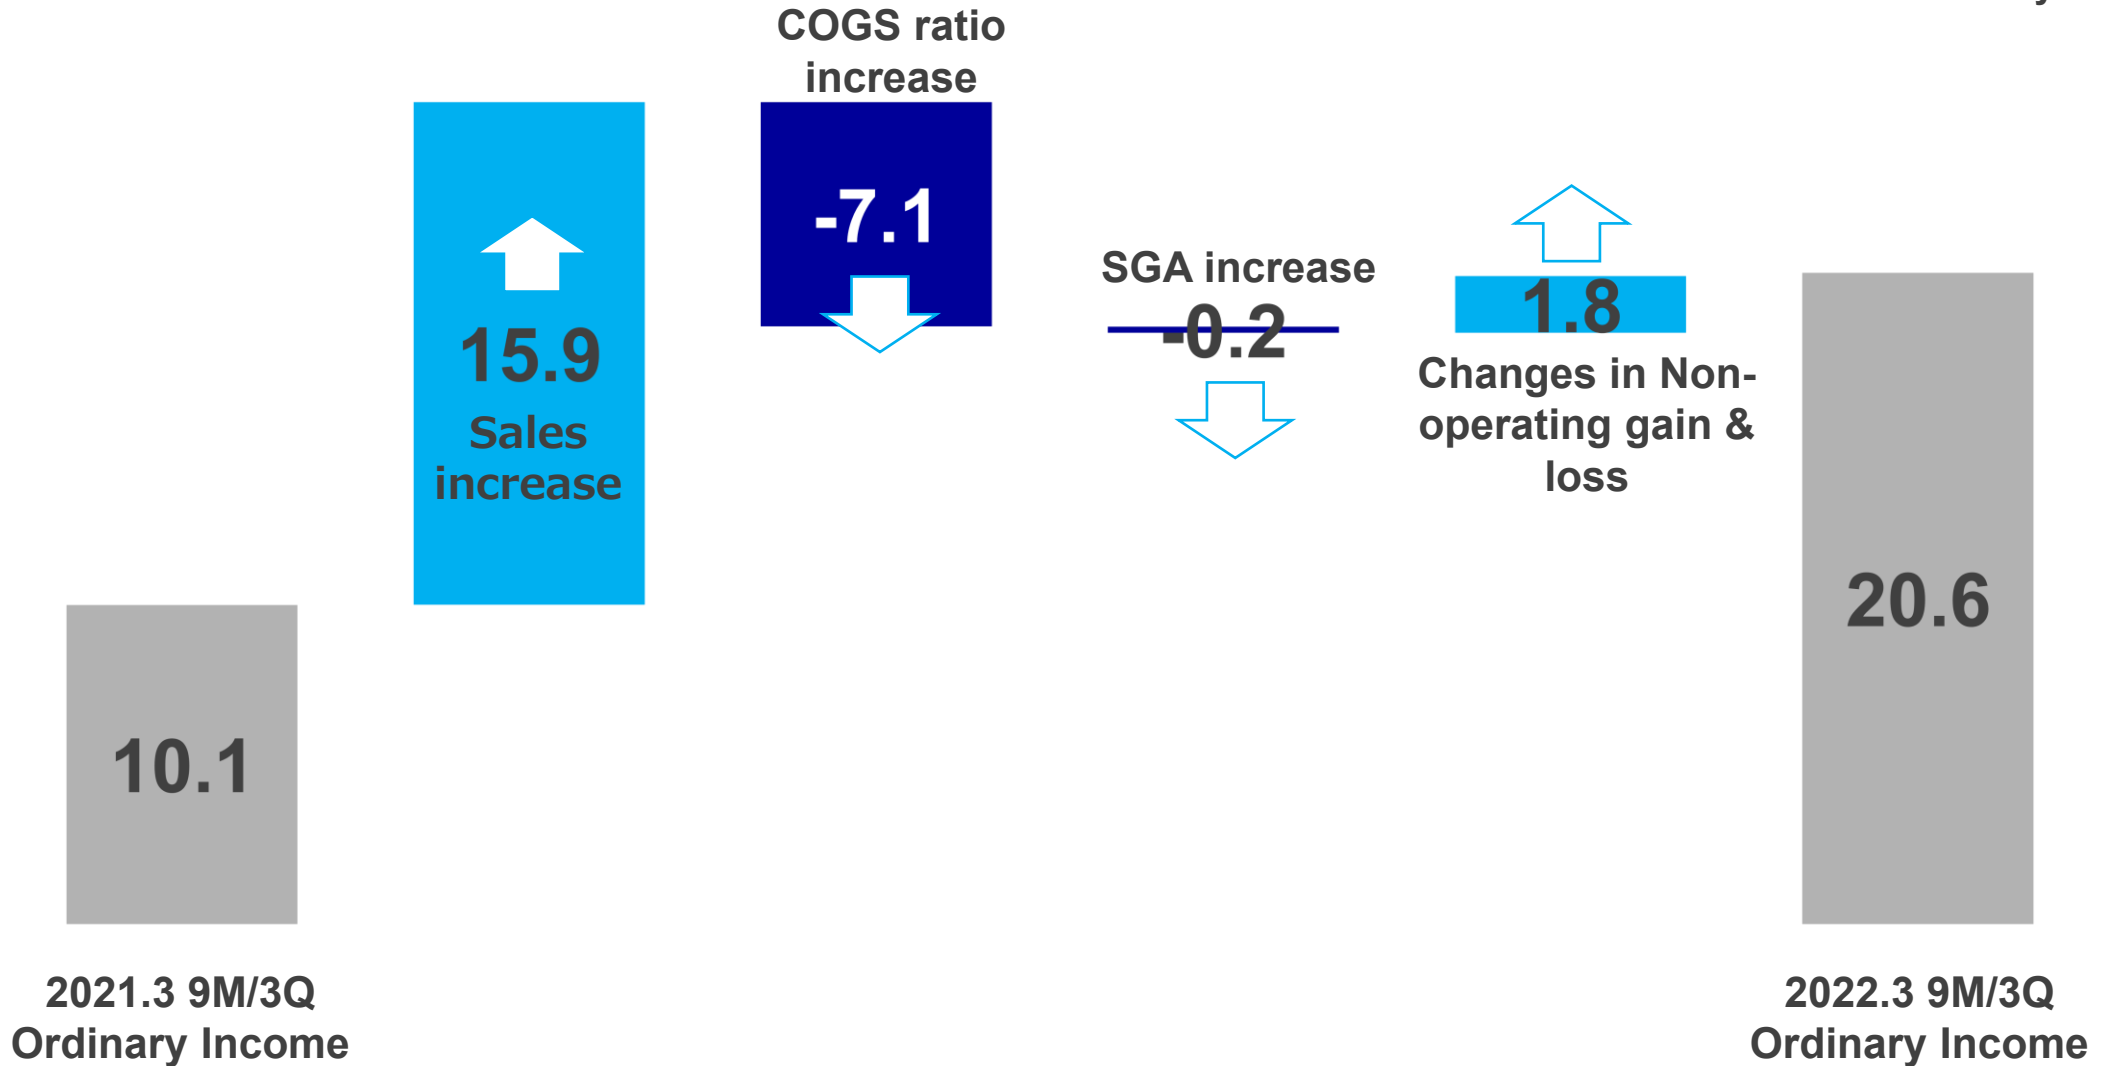 COGS ratio
increase
-7.1
15.9
Sales
increase
SGA increase
-0.2
1.8
Changes in Non-
operating gain &
loss
10.1
20.6
2021.3 9M/3Q
Ordinary Income
2022.3 9M/3Q
Ordinary Income